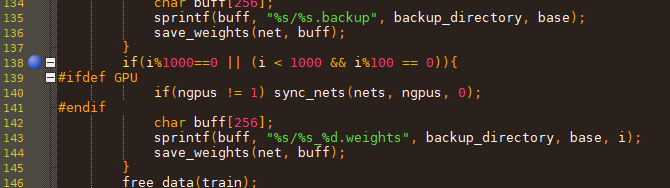 134 char buff[256];
135 sprintf(buff, "%s/%s.backup", backup_directory, base);
136 save_weights(net, buff);
137 }
138 if(i%1000==0 || (i < 1000 && i%100 == 0)){
139 #ifdef GPU
140 if(ngpus != 1) sync_nets(nets, ngpus, 0);
141 #endif
142 char buff[256];
143 sprintf(buff, "%s/%s_%d.weights", backup_directory, base, i);
144 save_weights(net, buff);
145 }
146 free_data(train);